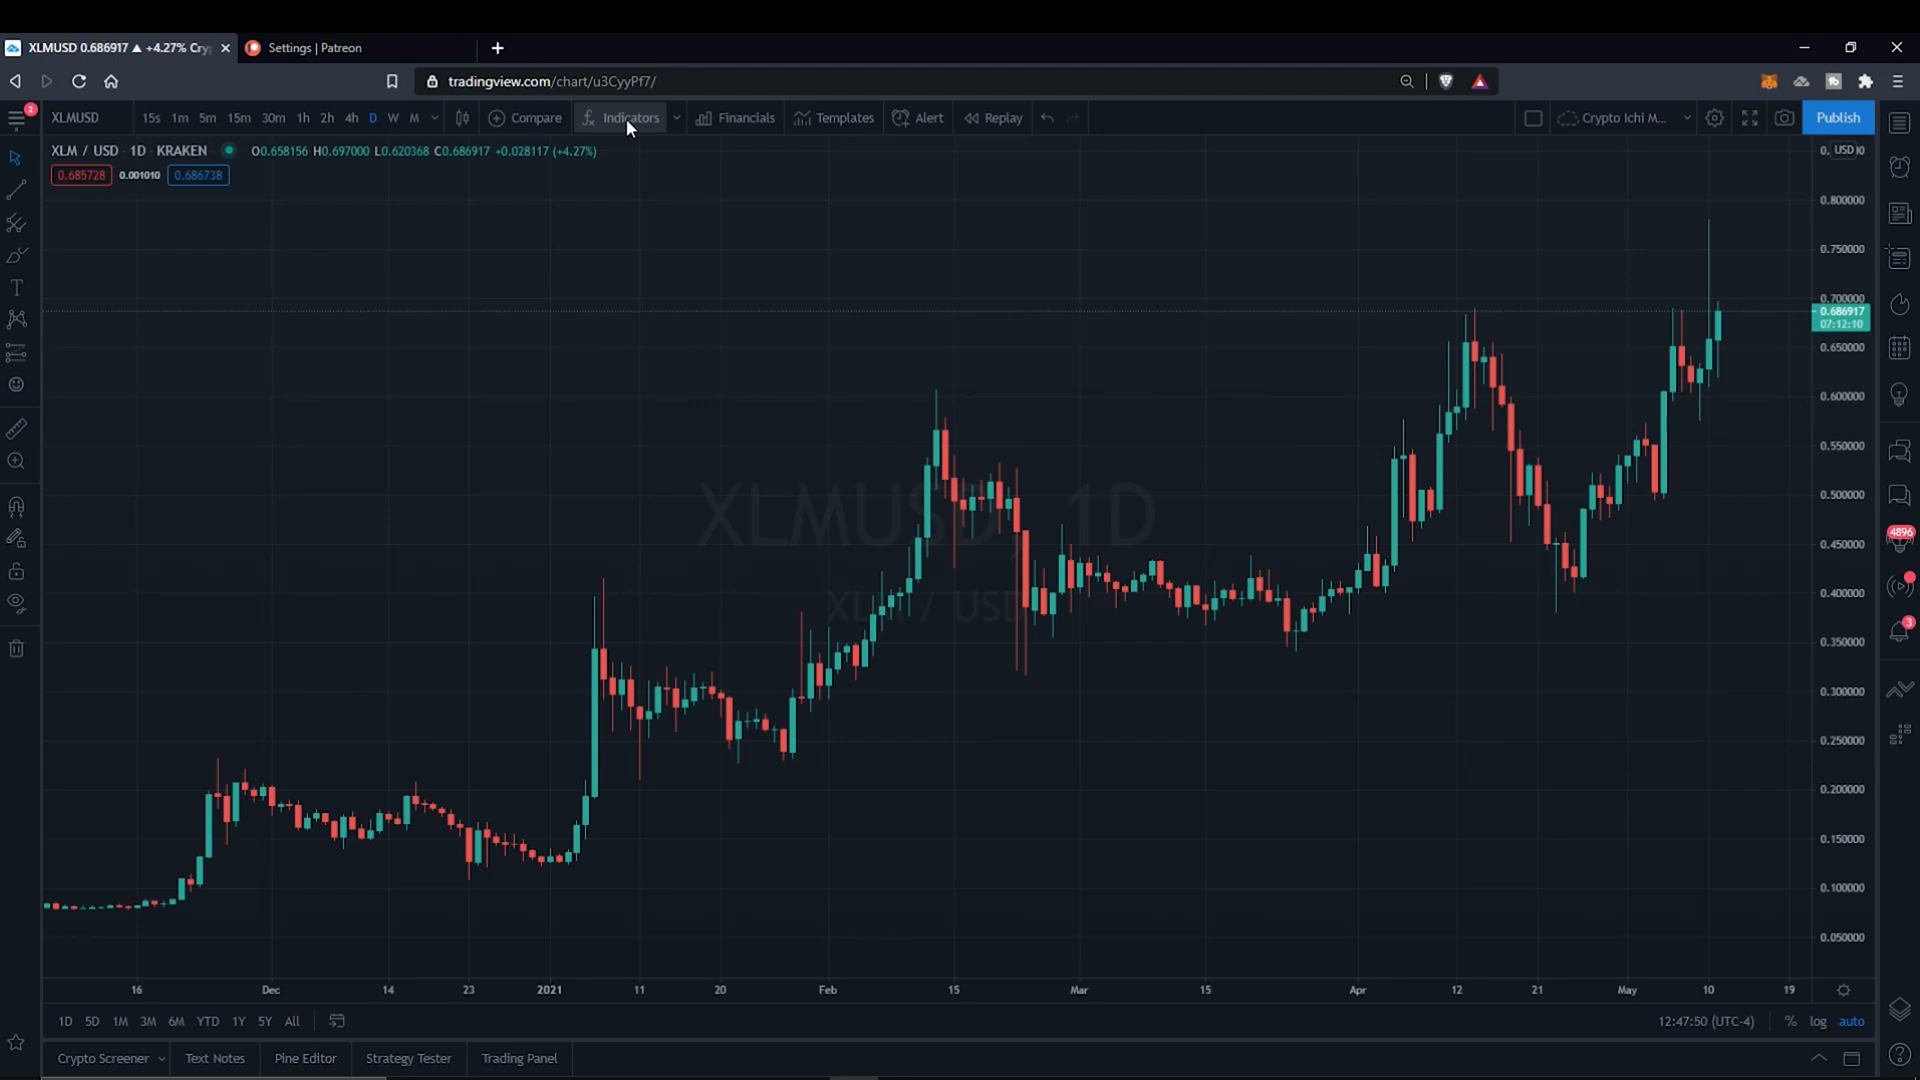 XLMUSD 0.686917 ▲ +4.27% Cry
Settings | Patreon
tradingview.com/chart/u3CyyPf7/
2
XLMUSD 15s 1m 5m 15m 30m 1h 2h 4h D W M Compare Indicators Financials Templates Alert Replay Crypto Ichi M... Publish
XLM / USD 1D KRAKEN O0.658156 H0.697000 L0.620368 C0.686917 +0.028117 (+4.27%)
USD
0.685728 0.001010 0.686738
0.800000
0.750000
0.700000
0.686917
07:12:10
0.650000
0.600000
0.550000
0.500000
0.450000
0.400000
0.350000
0.300000
0.250000
0.200000
0.150000
0.100000
0.050000
XLMUSD, 1D
XLM / USD
4896
3
16 Dec 14 23 2021 11 20 Feb 15 Mar 15 Apr 12 21 May 10 19
1D 5D 1M 3M 6M YTD 1Y 5Y All 12:47:50 (UTC-4) % log auto
Crypto Screener Text Notes Pine Editor Strategy Tester Trading Panel